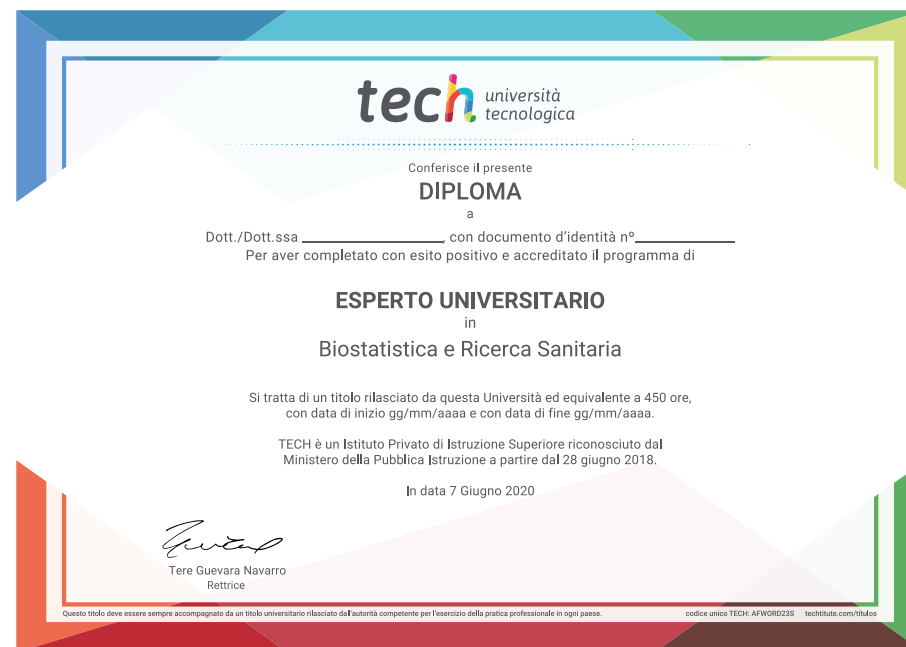 tech università
tecnologica
Conferisce il presente
DIPLOMA
a
Dott./Dott.ssa ____________________, con documento d'identità nº______________
Per aver completato con esito positivo e accreditato il programma di
ESPERTO UNIVERSITARIO
in
Biostatistica e Ricerca Sanitaria
Si tratta di un titolo rilasciato da questa Università ed equivalente a 450 ore,
con data di inizio gg/mm/aaaa e con data di fine gg/mm/aaaa.
TECH è un Istituto Privato di Istruzione Superiore riconosciuto dal
Ministero della Pubblica Istruzione a partire dal 28 giugno 2018.
In data 7 Giugno 2020
Tere Guevara Navarro
Rettrice
Questo titolo deve essere sempre accompagnato da un titolo universitario rilasciato dall'autorità competente per l'esercizio della pratica professionale in ogni paese. codice unico TECH: AFWORD23S techtitute.com/titulos